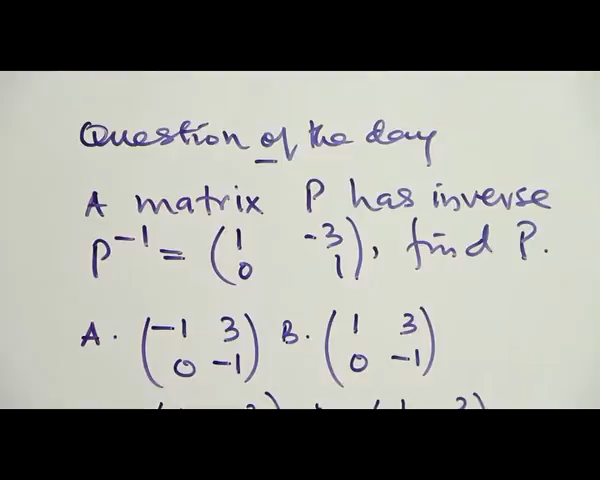 Question of the day
A matrix P has inverse
P⁻¹ = (1 -3
0 1), find P.
A. (-1 3 B. (1 3
0 -1) 0 -1)